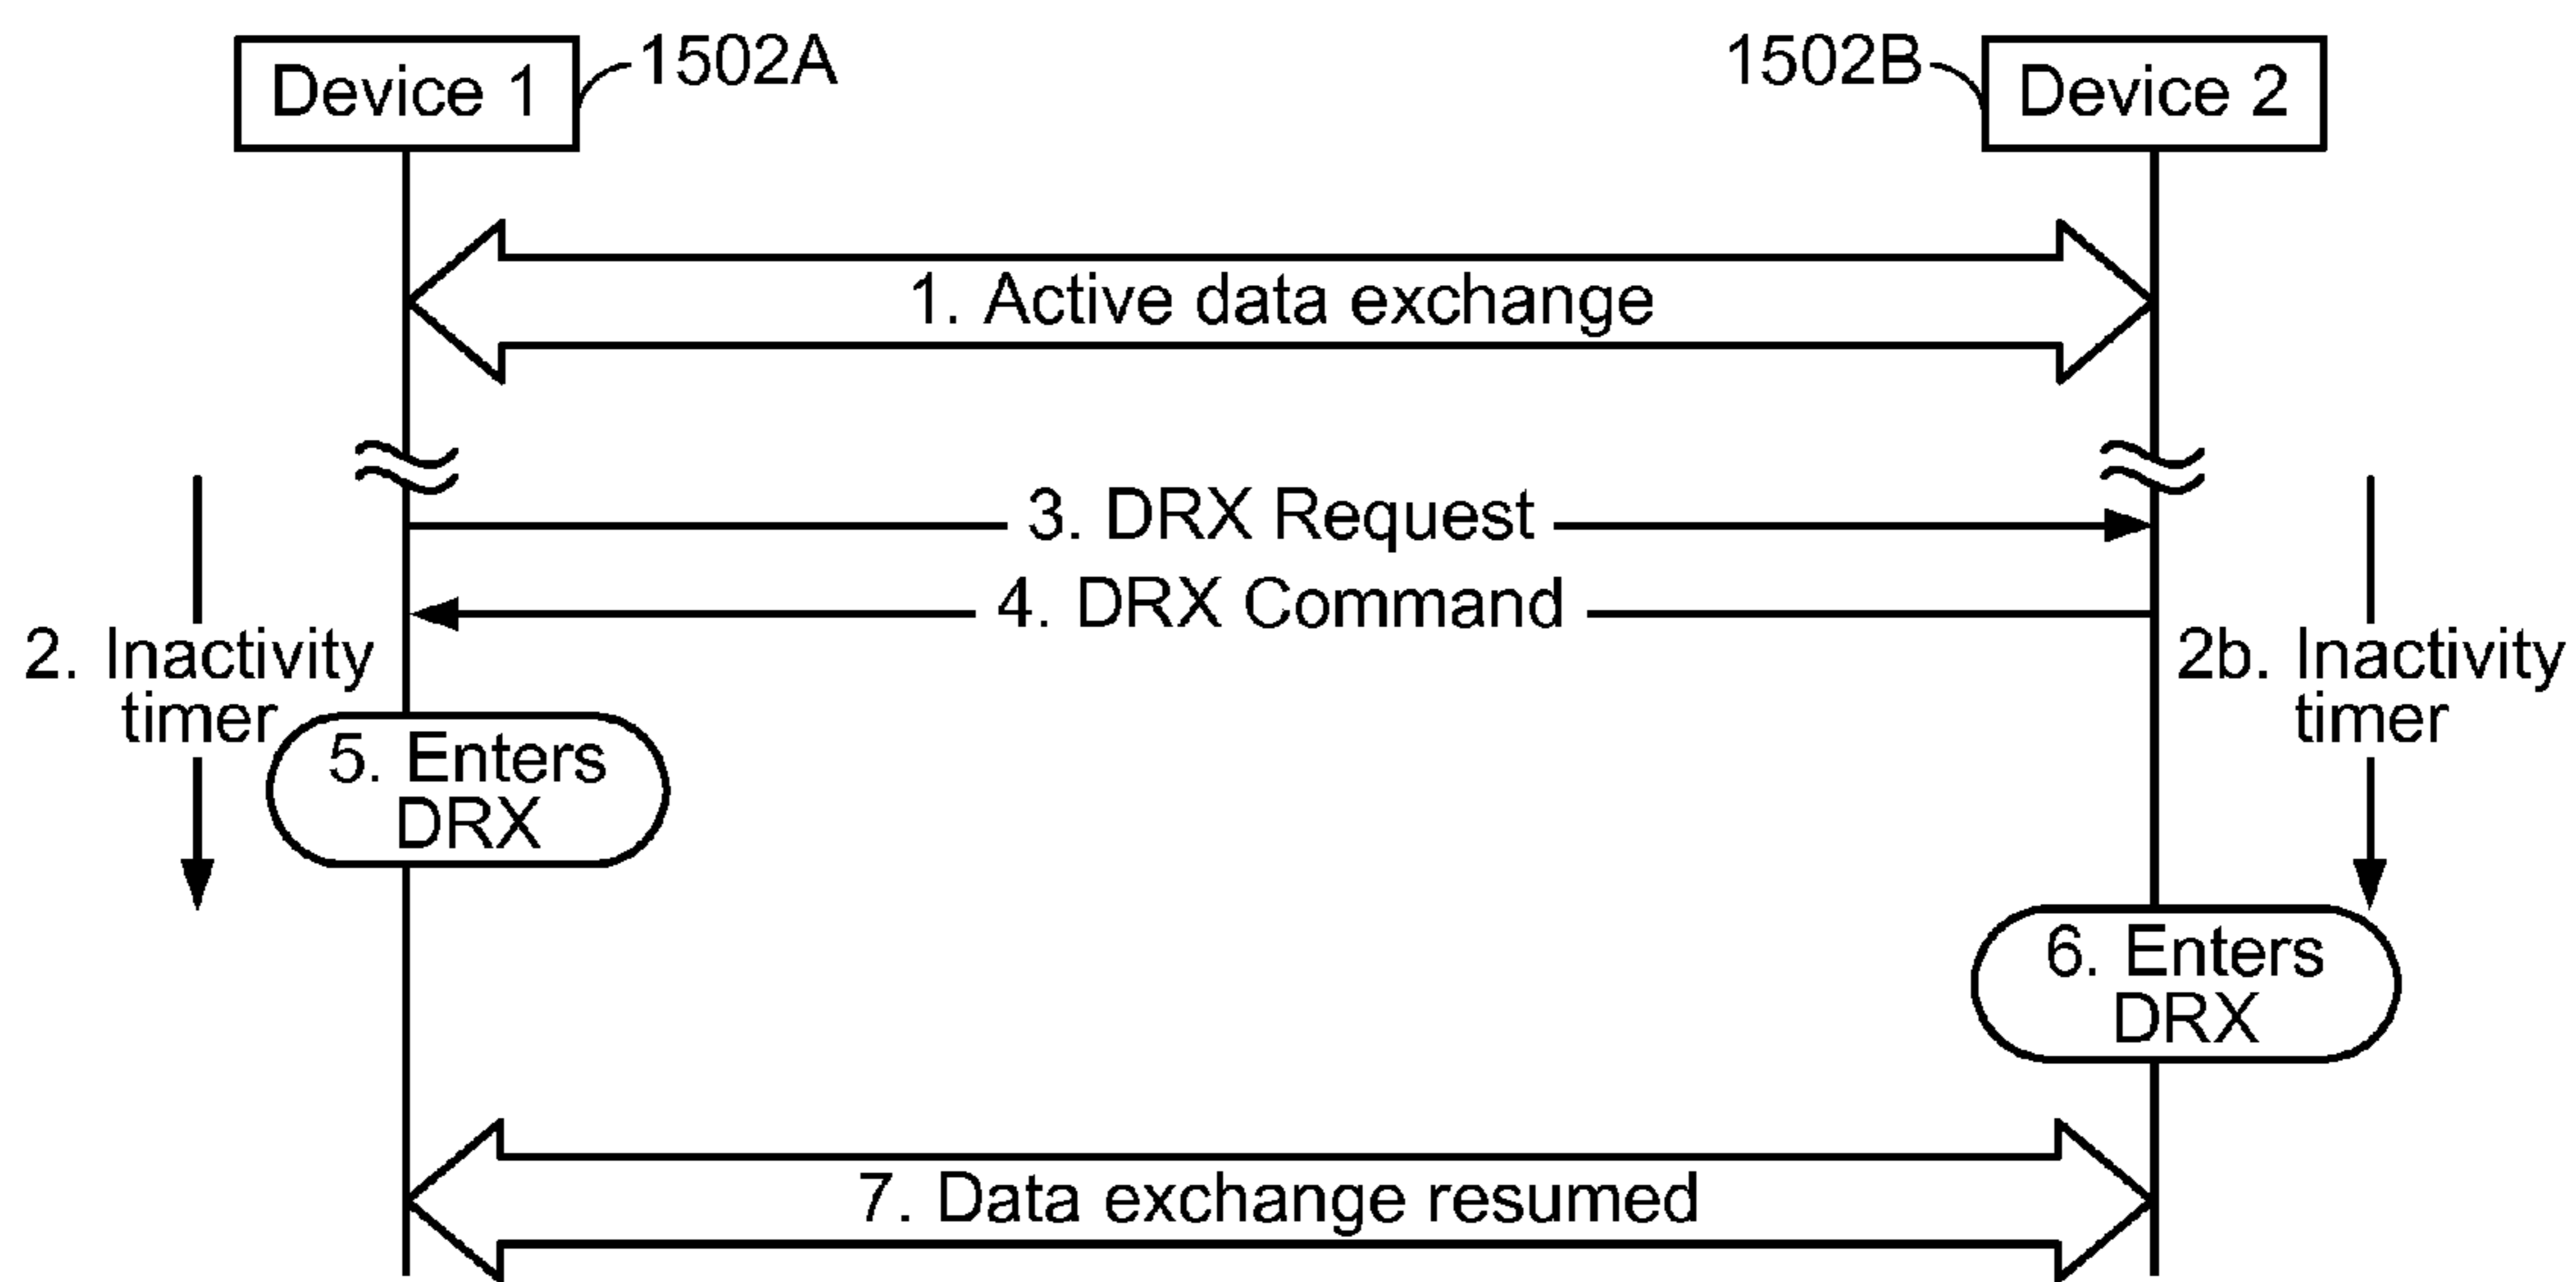 Device 1
1502A
1502B
Device 2
1. Active data exchange
3. DRX Request
4. DRX Command
2. Inactivity
timer
2b. Inactivity
timer
5. Enters
DRX
6. Enters
DRX
7. Data exchange resumed